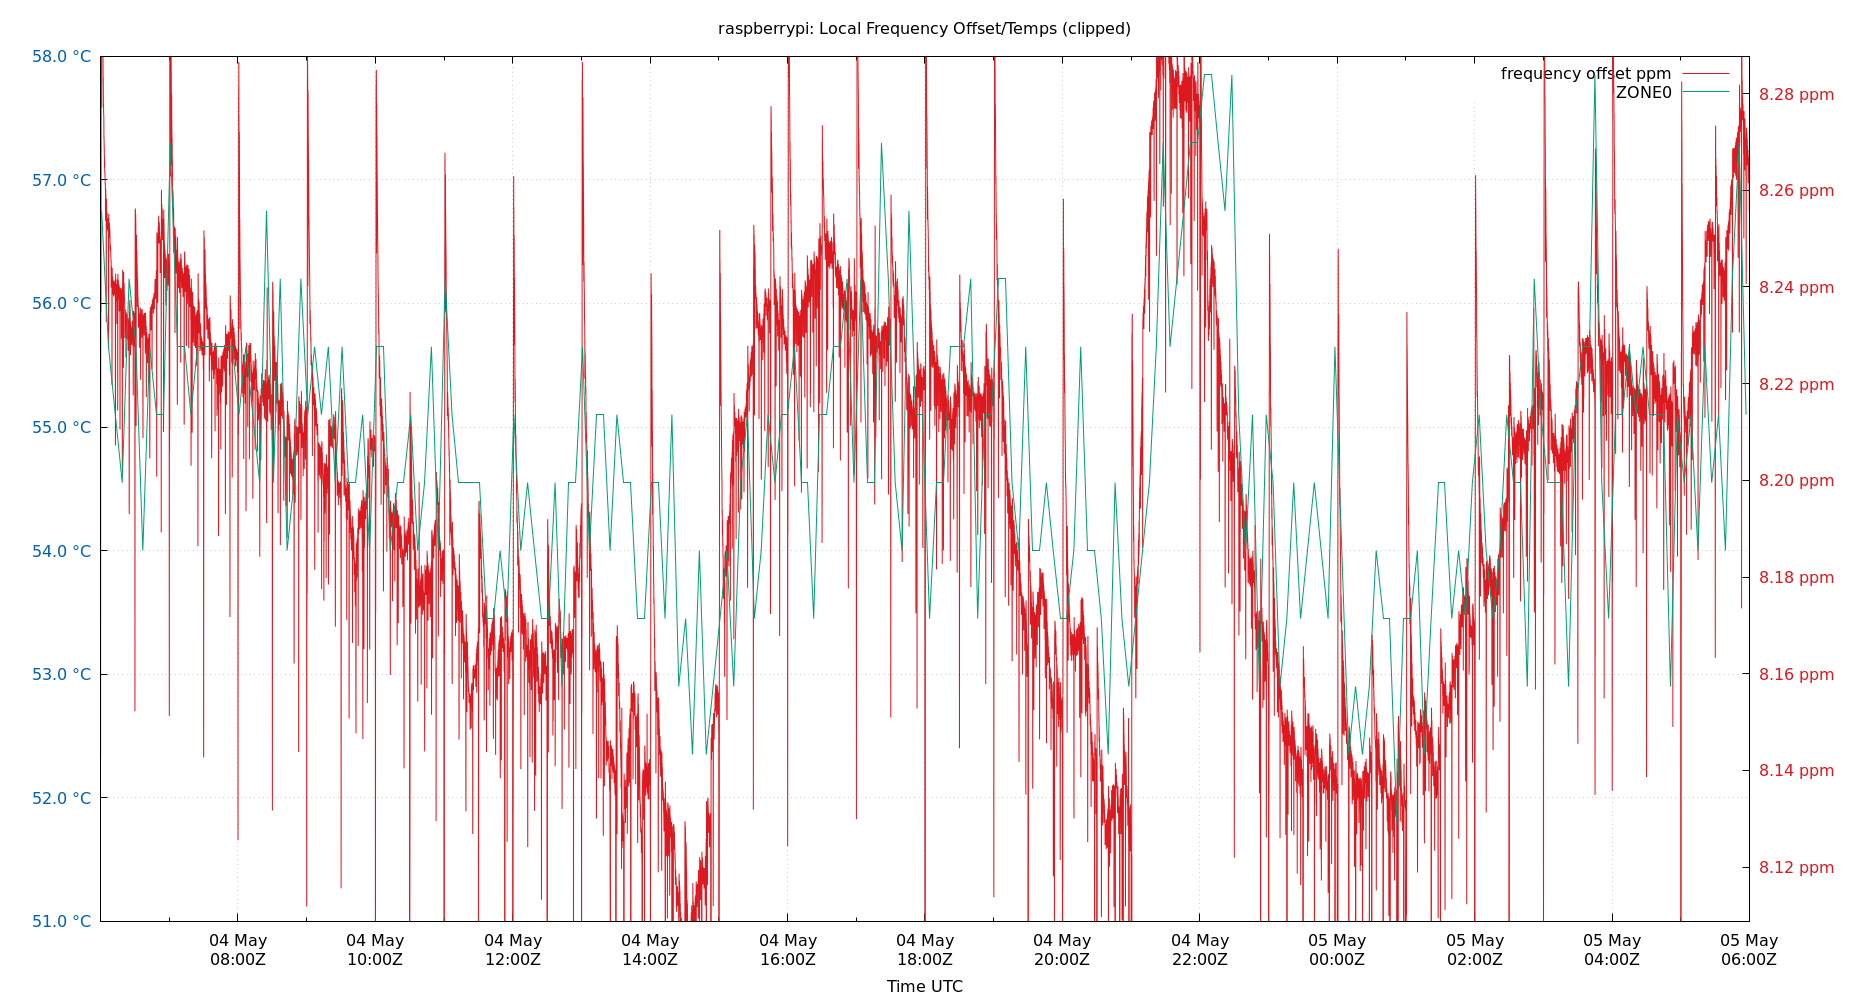 raspberrypi: Local Frequency Offset/Temps (clipped)
frequency offset ppm
ZONE0
58.0 °C
57.0 °C
56.0 °C
55.0 °C
54.0 °C
53.0 °C
52.0 °C
51.0 °C
8.28 ppm
8.26 ppm
8.24 ppm
8.22 ppm
8.20 ppm
8.18 ppm
8.16 ppm
8.14 ppm
8.12 ppm
04 May
08:00Z
04 May
10:00Z
04 May
12:00Z
04 May
14:00Z
04 May
16:00Z
04 May
18:00Z
04 May
20:00Z
04 May
22:00Z
05 May
00:00Z
05 May
02:00Z
05 May
04:00Z
05 May
06:00Z
Time UTC